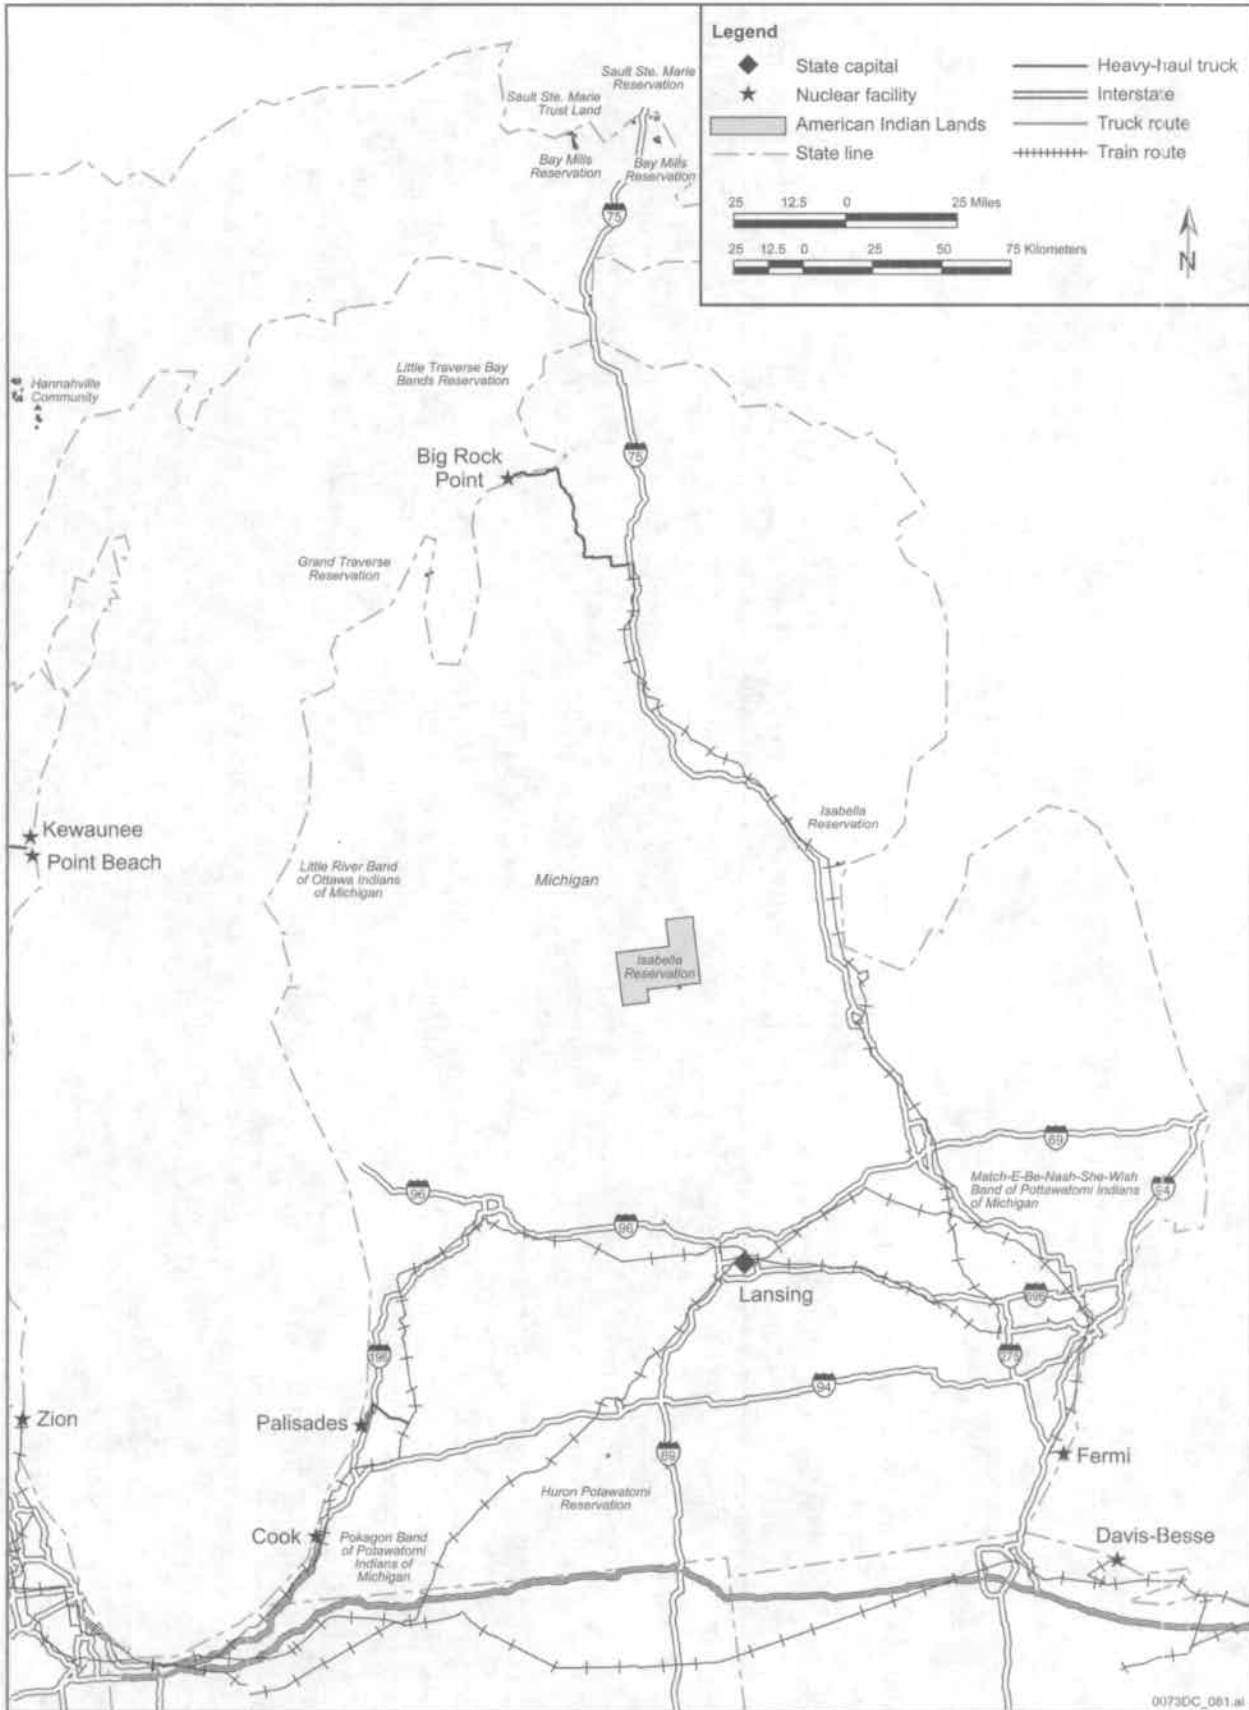 Legend
State capital
Nuclear facility
American Indian Lands
State line
Heavy-haul truck
Interstate
Truck route
Train route
25 12.5 0 25 Miles
25 12.5 0 25 50 75 Kilometers
N
Sault Ste. Marie
Reservation
Sault Ste. Marie
Trust Land
Bay Mills
Reservation
Bay Mills
Reservation
75
Hannahville
Community
Little Traverse Bay
Bands Reservation
75
Big Rock
Point
Grand Traverse
Reservation
Kewaunee
Point Beach
Isabella
Reservation
Little River Band
of Ottawa Indians
of Michigan
Michigan
Isabella
Reservation
69
96
96
Match-E-Be-Nash-She-Wish
Band of Pottawatomi Indians
of Michigan
94
Lansing
696
196
275
94
Zion
Palisades
69
Fermi
Huron Potawatomi
Reservation
Cook
Pokagon Band
of Potawatomi
Indians of
Michigan
Davis-Besse
0073DC_081.ai